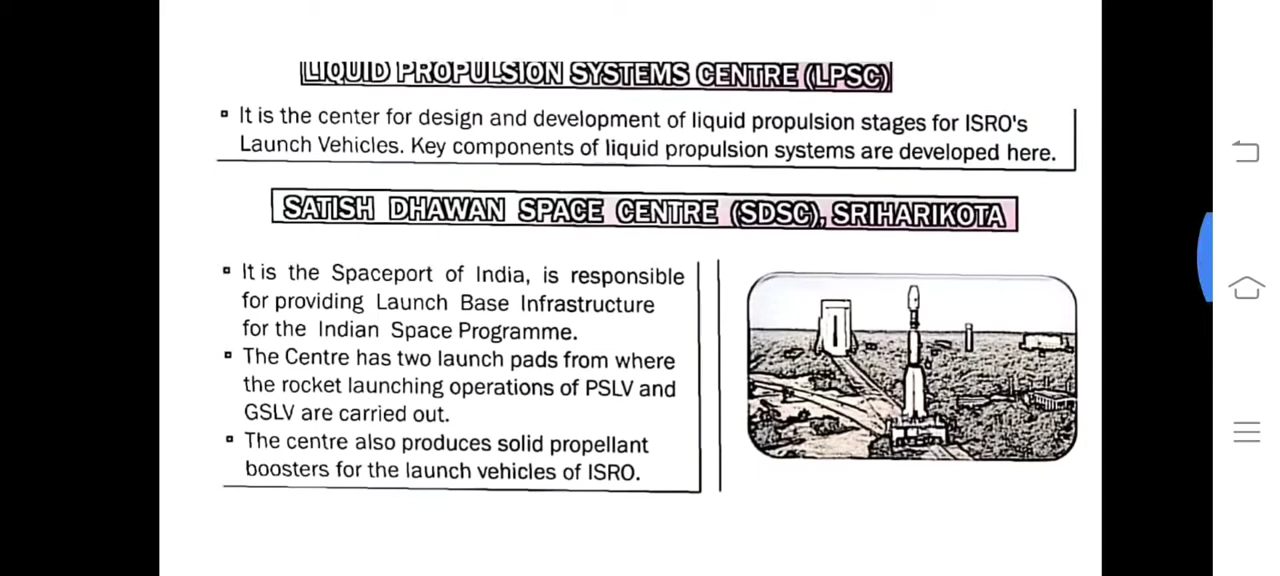 LIQUID PROPULSION SYSTEMS CENTRE (LPSC)
▫ It is the center for design and development of liquid propulsion stages for ISRO's
Launch Vehicles. Key components of liquid propulsion systems are developed here.
SATISH DHAWAN SPACE CENTRE (SDSC), SRIHARIKOTA
▫ It is the Spaceport of India, is responsible
for providing Launch Base Infrastructure
for the Indian Space Programme.
▫ The Centre has two launch pads from where
the rocket launching operations of PSLV and
GSLV are carried out.
▫ The centre also produces solid propellant
boosters for the launch vehicles of ISRO.